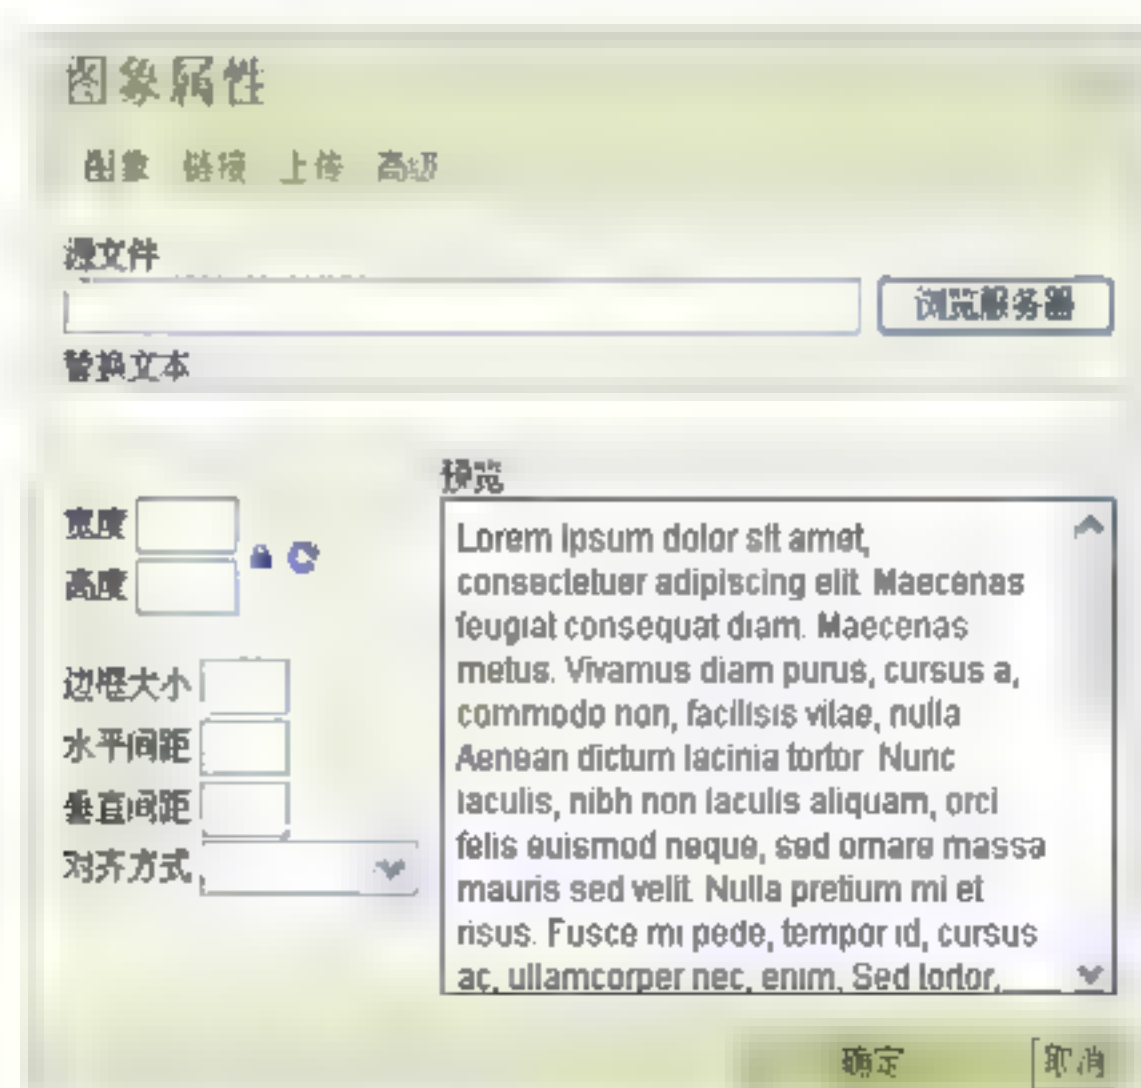 图象属性
图象 链接 上传 高级
源文件
浏览服务器
替换文本
预览
宽度
高度
边框大小
水平间距
垂直间距
对齐方式
Lorem ipsum dolor sit amet,
consectetuer adipiscing elit. Maecenas
feugiat consequat diam. Maecenas
metus. Vivamus diam purus, cursus a,
commodo non, facilisis vitae, nulla
Aenean dictum lacinia tortor. Nunc
iaculis, nibh non iaculis aliquam, orci
felis euismod neque, sed ornare massa
mauris sed velit. Nulla pretium mi et
risus. Fusce mi pede, tempor id, cursus
ac, ullamcorper nec, enim. Sed tortor.
确定 取消